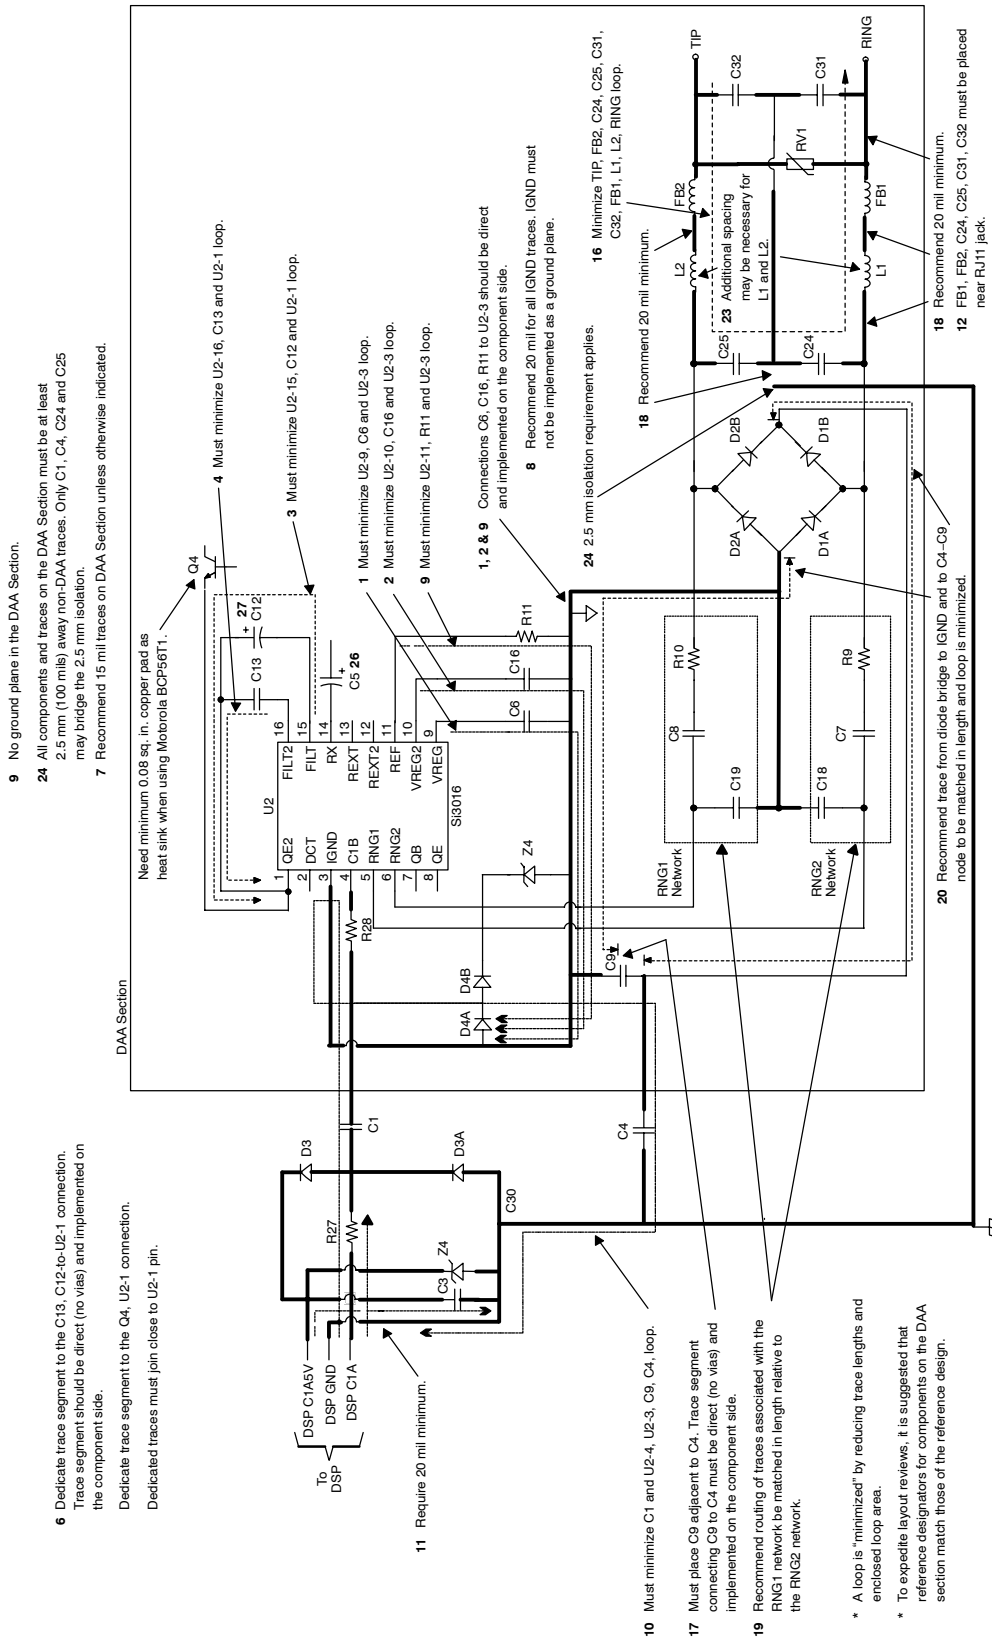 9 No ground plane in the DAA Section.
24 All components and traces on the DAA Section must be at least
2.5 mm (100 mils) away non-DAA traces. Only C1, C4, C24 and C25
may bridge the 2.5 mm isolation.
7 Recommend 15 mil traces on DAA Section unless otherwise indicated.
6 Dedicate trace segment to the C13, C12-to-U2-1 connection.
Trace segment should be direct (no vias) and implemented on
the component side.
Dedicate trace segment to the Q4, U2-1 connection.
Dedicated traces must join close to U2-1 pin.
DAA Section
Need minimum 0.08 sq. in. copper pad as
heat sink when using Motorola BCP56T1.
Q4
4 Must minimize U2-16, C13 and U2-1 loop.
3 Must minimize U2-15, C12 and U2-1 loop.
27
+
C12
C13
+
C5 26
U2
Si3016
1 QE2
2 DCT
3 IGND
4 C1B
5 RNG1
6 RNG2
7 QB
8 QE
16 FILT2
15 FILT
14 RX
13 REXT
12 REXT2
11 REF
10 VREG2
9 VREG
1 Must minimize U2-9, C6 and U2-3 loop.
2 Must minimize U2-10, C16 and U2-3 loop.
9 Must minimize U2-11, R11 and U2-3 loop.
R11
C16
C6
1, 2 & 9 Connections C6, C16, R11 to U2-3 should be direct
and implemented on the component side.
8 Recommend 20 mil for all IGND traces. IGND must
not be implemented as a ground plane.
24 2.5 mm isolation requirement applies.
18 Recommend 20 mil minimum.
16 Minimize TIP, FB2, C24, C25, C31,
C32, FB1, L1, L2, RING loop.
TIP
RING
C32
C31
RV1
FB2
FB1
L2
L1
23 Additional spacing
may be necessary for
L1 and L2.
C25
C24
18 Recommend 20 mil minimum.
12 FB1, FB2, C24, C25, C31, C32 must be placed
near RJ11 jack.
D2B
D1B
D2A
D1A
R10
R9
C8
C7
C19
C18
RNG1
Network
RNG2
Network
20 Recommend trace from diode bridge to IGND and to C4–C9
node to be matched in length and loop is minimized.
Z4
R28
D4B
D4A
C9
C1
C4
D3
D3A
C30
R27
Z4
C3
DSP C1A5V
DSP GND
DSP C1A
To
DSP
11 Require 20 mil minimum.
10 Must minimize C1 and U2-4, U2-3, C9, C4, loop.
17 Must place C9 adjacent to C4. Trace segment
connecting C9 to C4 must be direct (no vias) and
implemented on the component side.
19 Recommend routing of traces associated with the
RNG1 network be matched in length relative to
the RNG2 network.
* A loop is "minimized" by reducing trace lengths and
enclosed loop area.
* To expedite layout reviews, it is suggested that
reference designators for components on the DAA
section match those of the reference design.